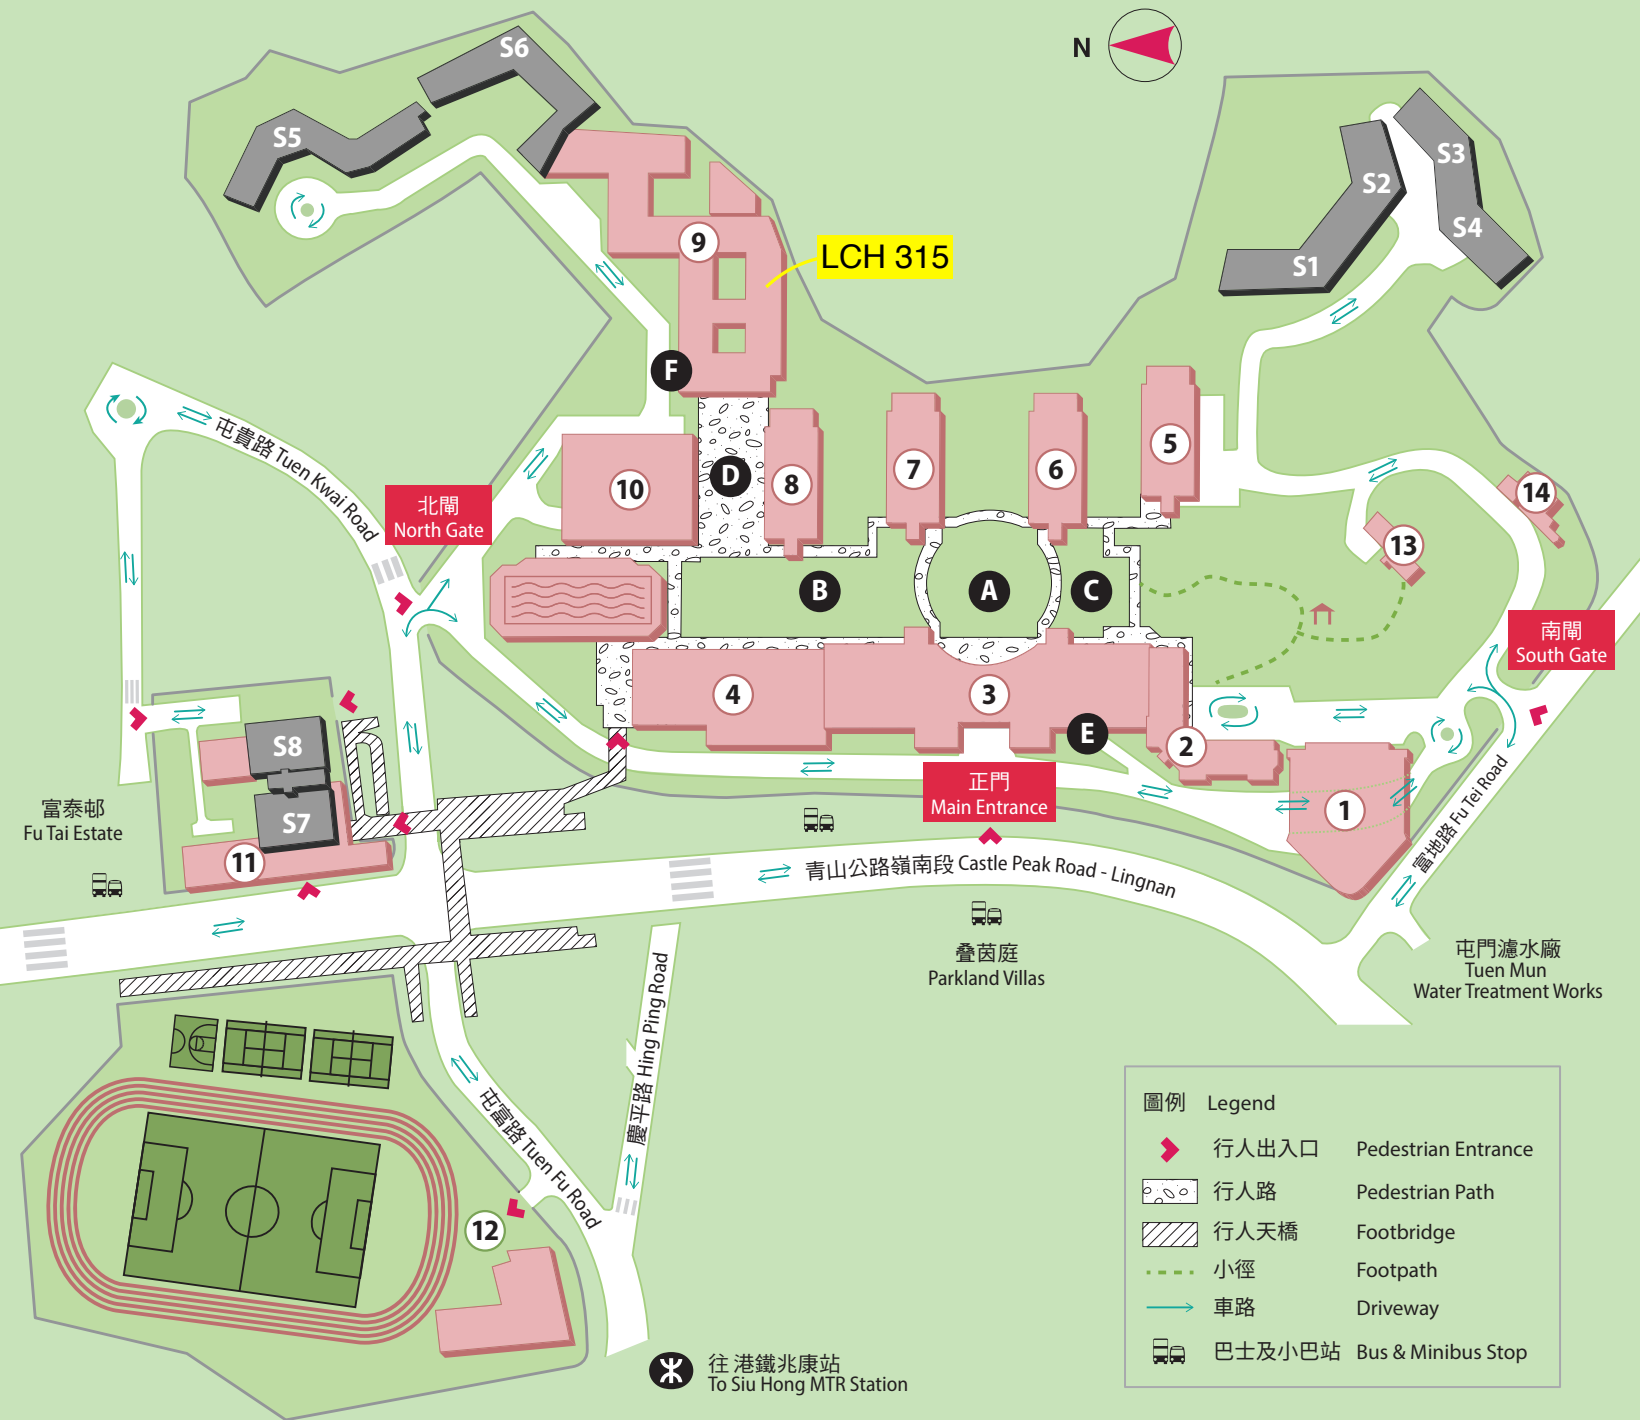 S6
N
S5
S3
S2
S4
S1
9
LCH 315
F
屯貴路 Tuen Kwai Road
5
7
6
8
D
10
14
北閘
North Gate
13
B
A
C
南閘
South Gate
4
3
E
2
S8
正門
Main Entrance
1
富泰邨
Fu Tai Estate
S7
11
富地路 Fu Tei Road
青山公路嶺南段 Castle Peak Road - Lingnan
叠茵庭
Parkland Villas
屯門濾水廠
Tuen Mun
Water Treatment Works
慶平路 Hing Ping Road
屯富路 Tuen Fu Road
12
圖例 Legend
行人出入口 Pedestrian Entrance
行人路 Pedestrian Path
行人天橋 Footbridge
小徑 Footpath
車路 Driveway
巴士及小巴站 Bus & Minibus Stop
往 港鐵兆康站
To Siu Hong MTR Station